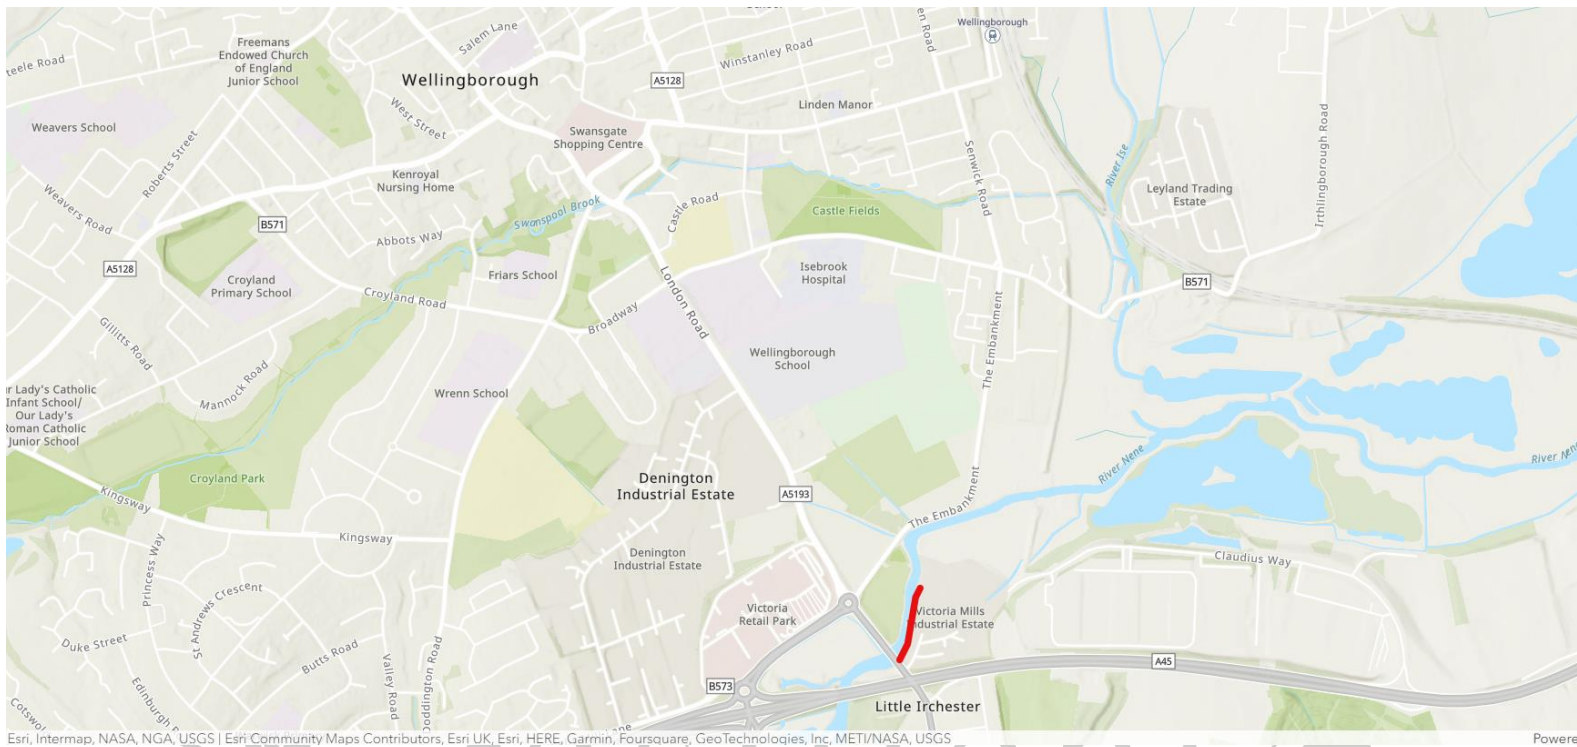 School
Wellingborough
Salem Lane
Freemans
Endowed Church
of England
Junior School
Winstanley Road
en Road
teele Road
Wellingborough
A5128
Linden Manor
West Street
Weavers School
Swansgate
Shopping Centre
Roberts Street
Irthlingborough Road
River Ise
Senwick Road
Kenroyal
Nursing Home
Leyland Trading
Estate
Weavers Road
Castle Road
Swanspool Brook
Castle Fields
B571
Abbots Way
A5128
Friars School
Isebrook
Hospital
B571
Croyland
Primary School
Croyland Road
London Road
Broadway
The Embankment
Gillitts Road
Wellingborough
School
Mannock Road
Wrenn School
ur Lady's Catholic
Infant School/
Our Lady's
Roman Catholic
Junior School
River Nene
River Nene
Croyland Park
Denington
Industrial Estate
A5193
Kingsway
The Embankment
Kingsway
Princess Way
Denington
Industrial Estate
Claudius Way
St Andrews Crescent
Victoria
Retail Park
Victoria Mills
Industrial Estate
Duke Street
Butts Road
Valley Road
Doddington Road
A45
B573
Edinburgh R
Cotswo
Little Irchester
Lane
Esri, Intermap, NASA, NGA, USGS | Esri Community Maps Contributors, Esri UK, Esri, HERE, Garmin, Foursquare, GeoTechnologies, Inc, METI/NASA, USGS
Powere